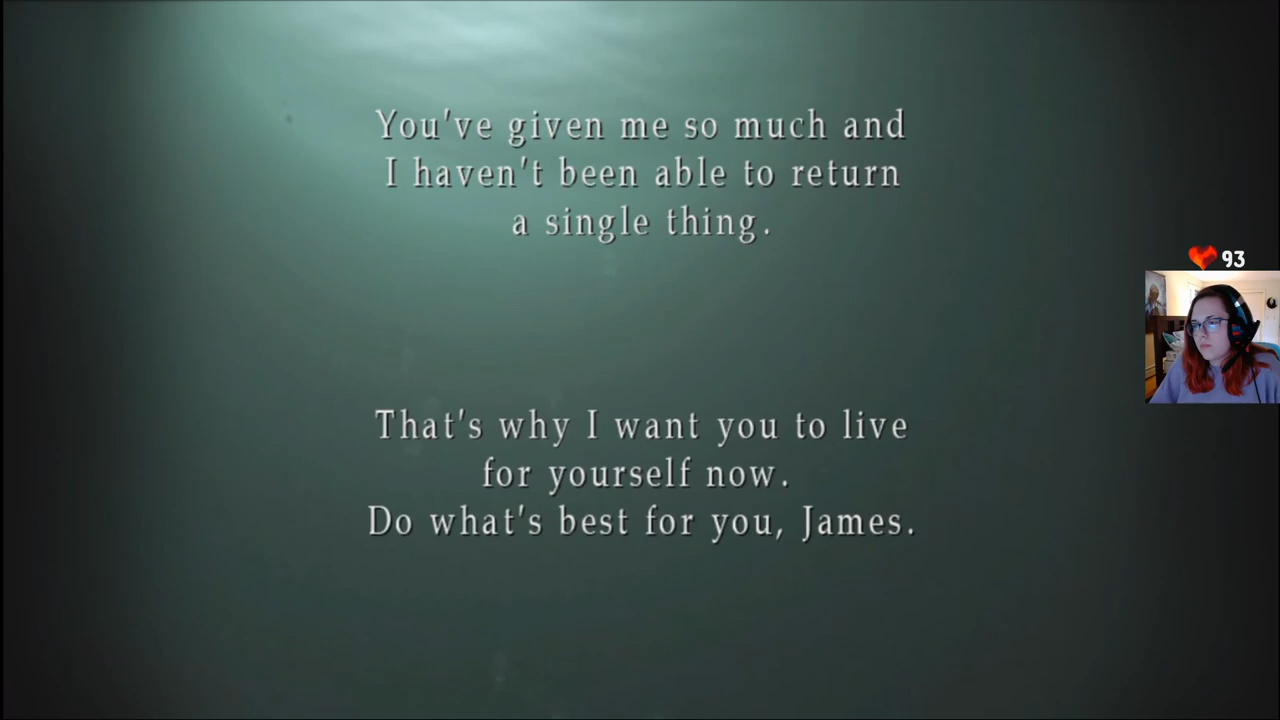 You've given me so much and
I haven't been able to return
a single thing.
93
That's why I want you to live
for yourself now.
Do what's best for you, James.